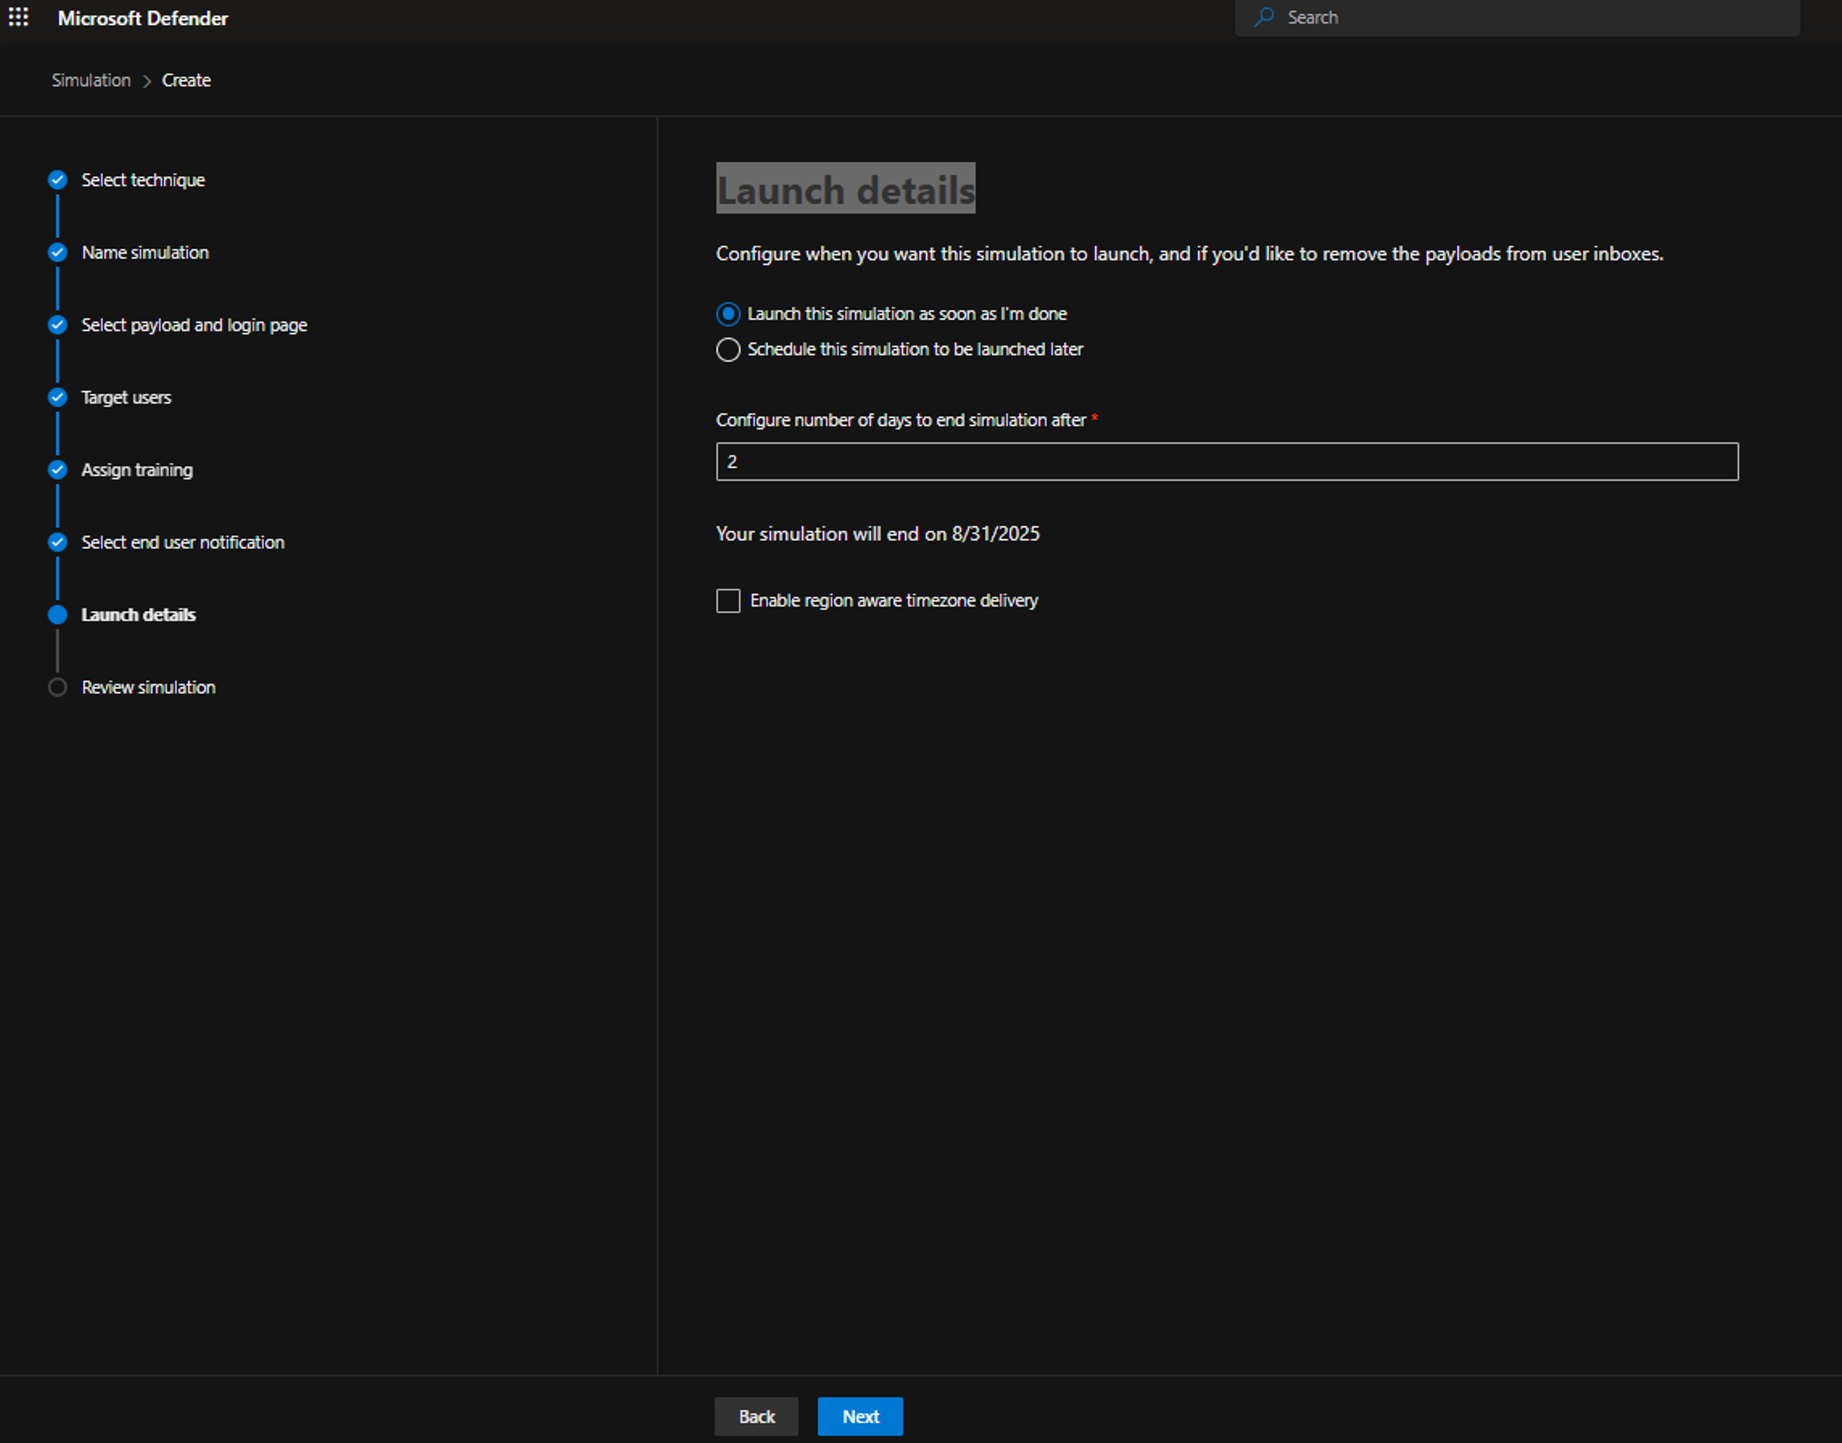 Microsoft Defender
Search
Simulation > Create
Select technique
Name simulation
Select payload and login page
Target users
Assign training
Select end user notification
Launch details
Review simulation
Launch details
Configure when you want this simulation to launch, and if you'd like to remove the payloads from user inboxes.
Launch this simulation as soon as I'm done
Schedule this simulation to be launched later
Configure number of days to end simulation after *
2
Your simulation will end on 8/31/2025
Enable region aware timezone delivery
Back
Next